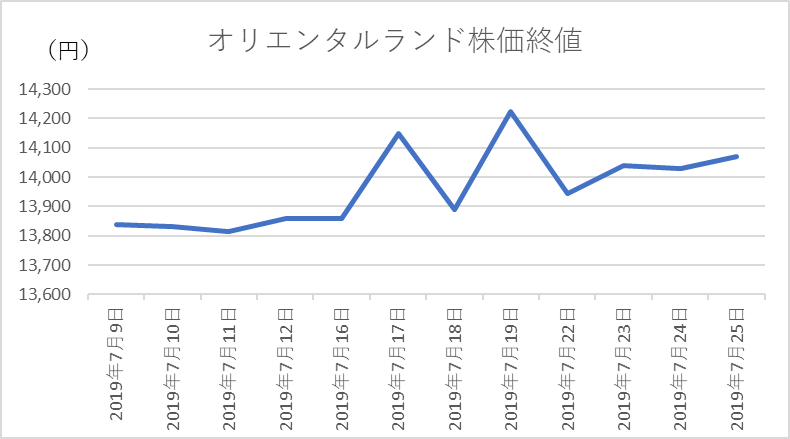 オリエンタルランド株価終値
（円）
14,300
14,200
14,100
14,000
13,900
13,800
13,700
13,600
2019年7月9日
2019年7月10日
2019年7月11日
2019年7月12日
2019年7月16日
2019年7月17日
2019年7月18日
2019年7月19日
2019年7月22日
2019年7月23日
2019年7月24日
2019年7月25日